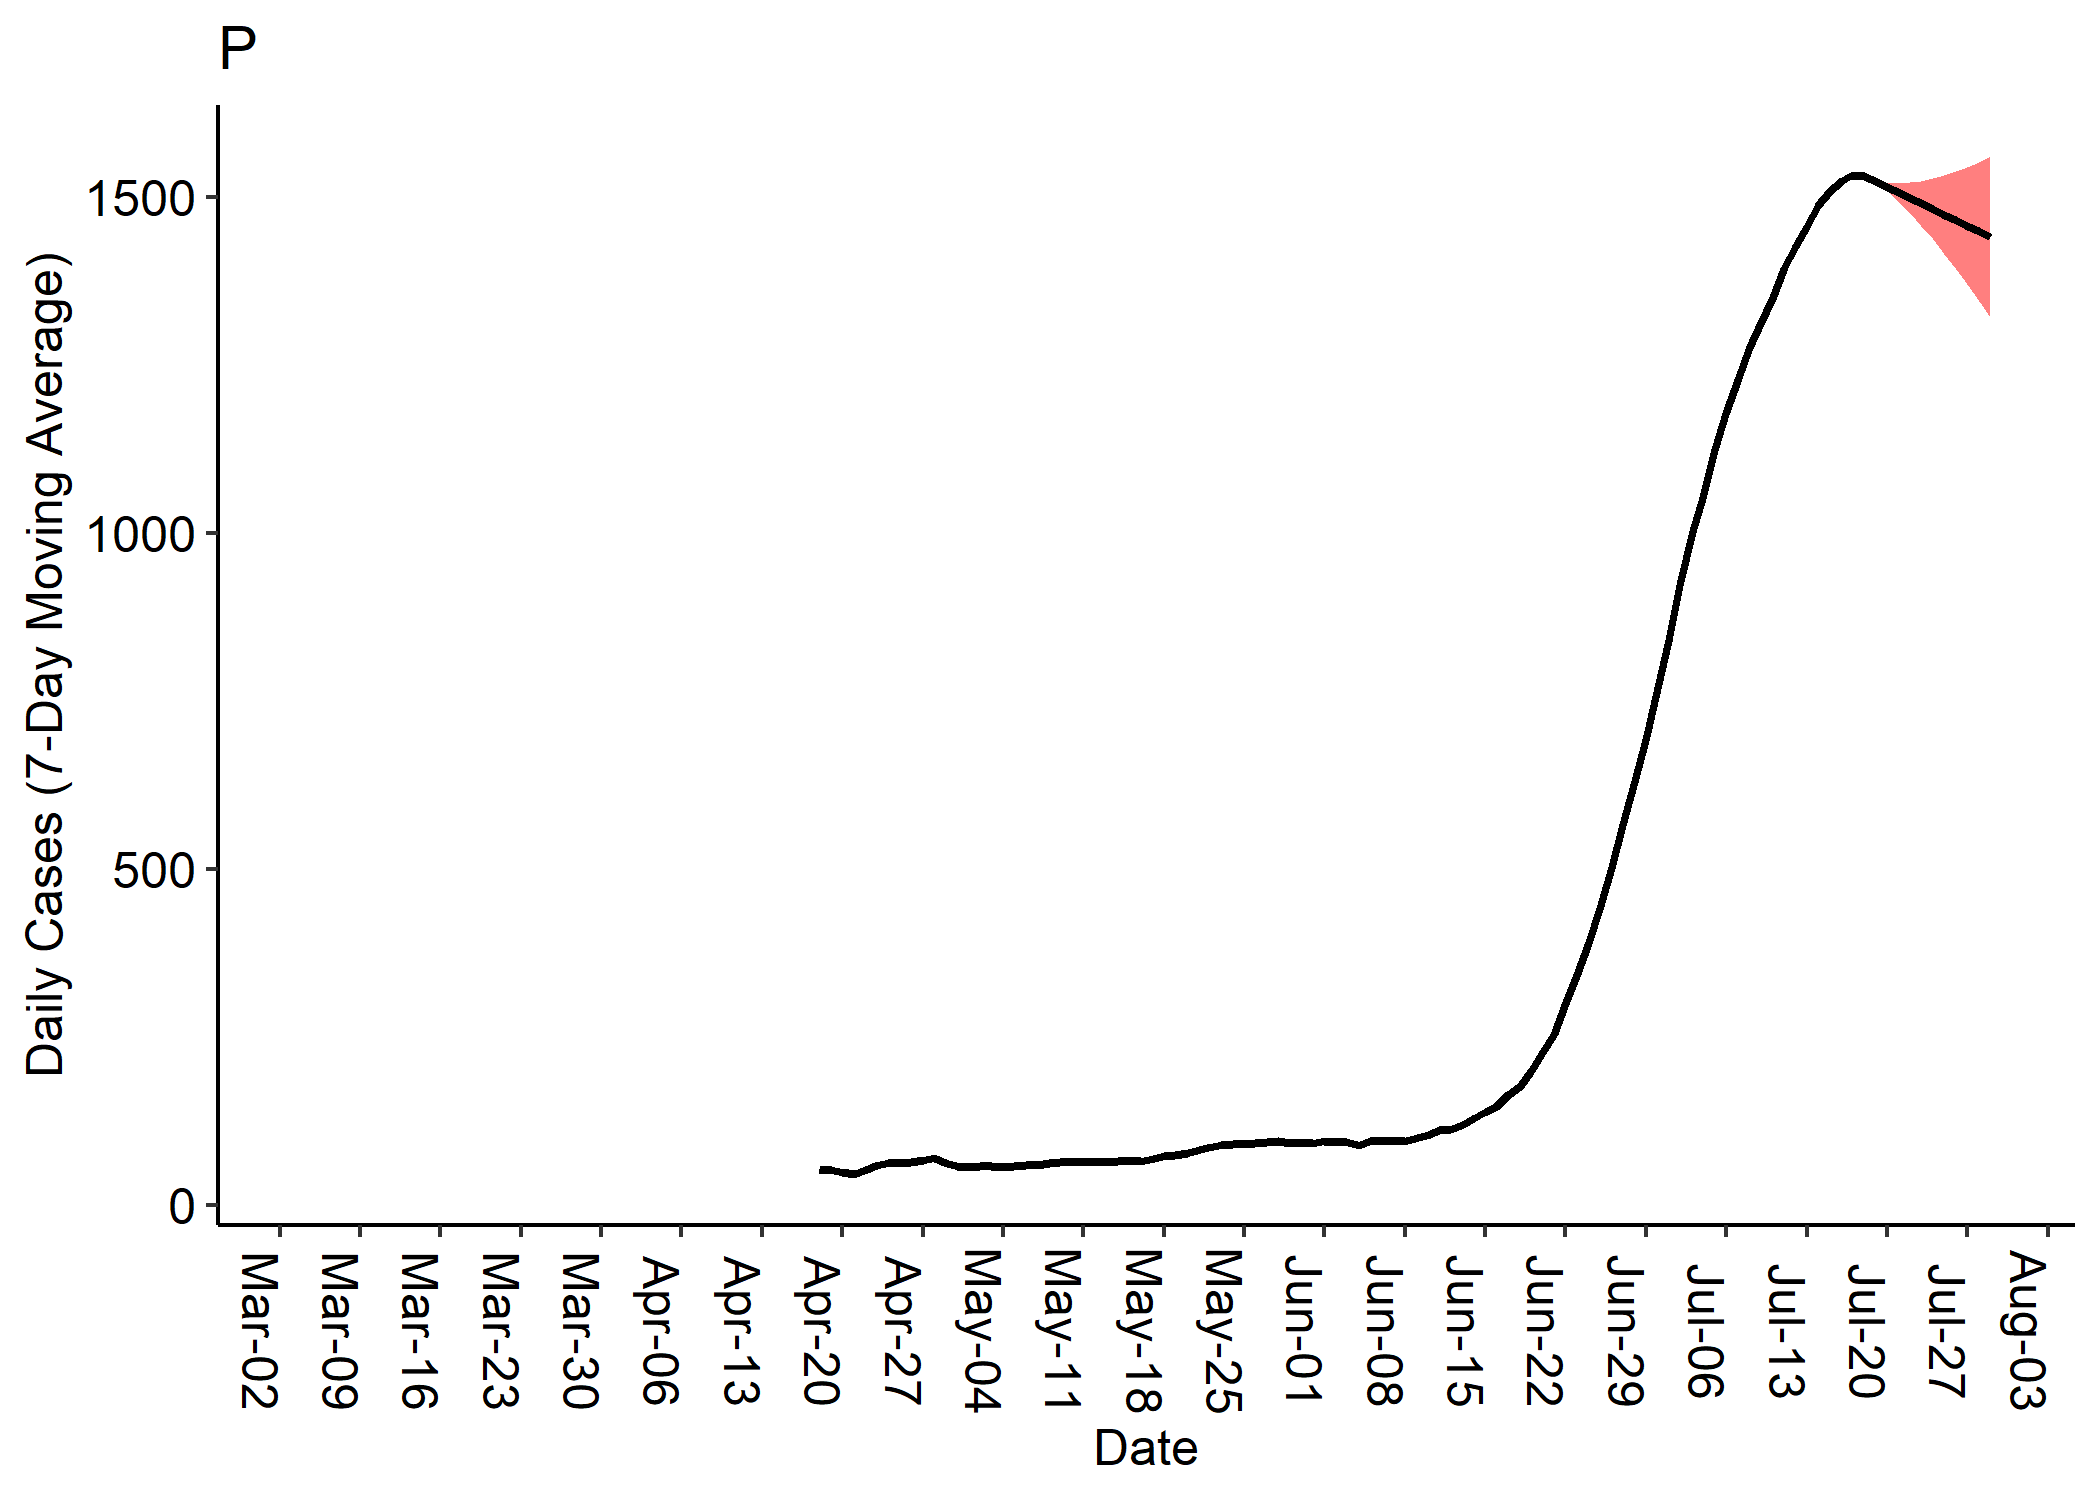 P
Daily Cases (7-Day Moving Average)
1500
1000
500
0
Mar-02
Mar-09
Mar-16
Mar-23
Mar-30
Apr-06
Apr-13
Apr-20
Apr-27
May-04
May-11
May-18
May-25
Jun-01
Jun-08
Jun-15
Jun-22
Jun-29
Jul-06
Jul-13
Jul-20
Jul-27
Aug-03
Date